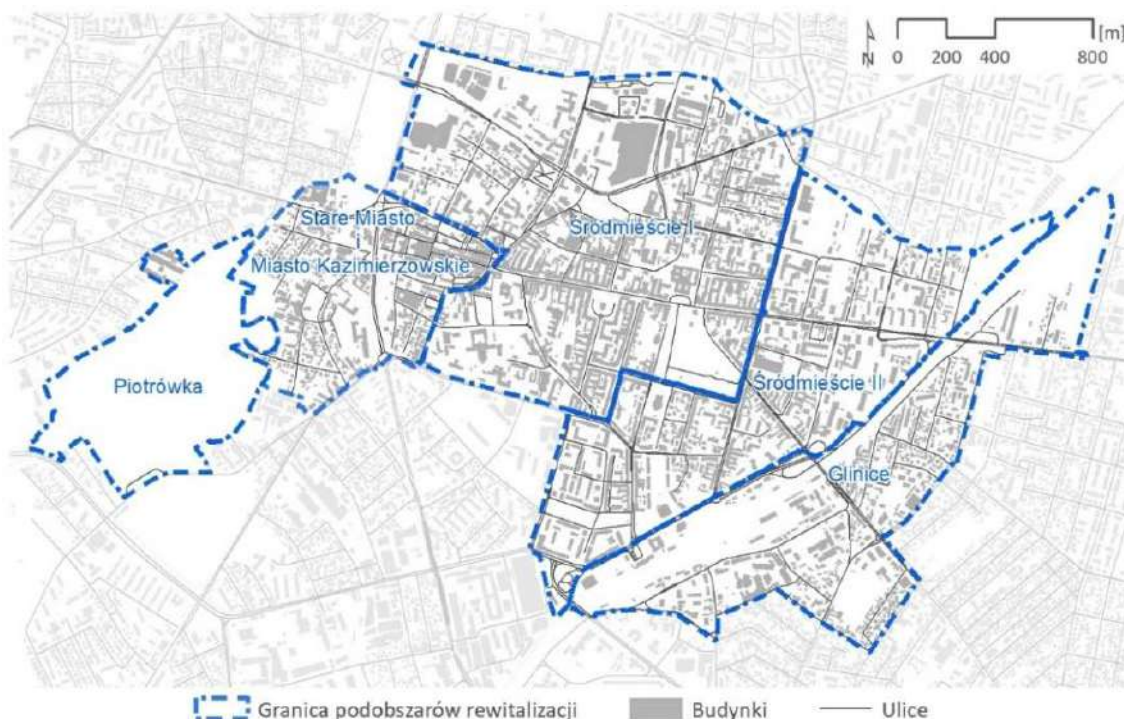 N
0 200 400 800
[m]
Stare Miasto
i
Miasto Kazimierzowskie
Śródmieście I
Piotrówka
Śródmieście II
Glinice
Granica podobszarów rewitalizacji Budynki Ulice